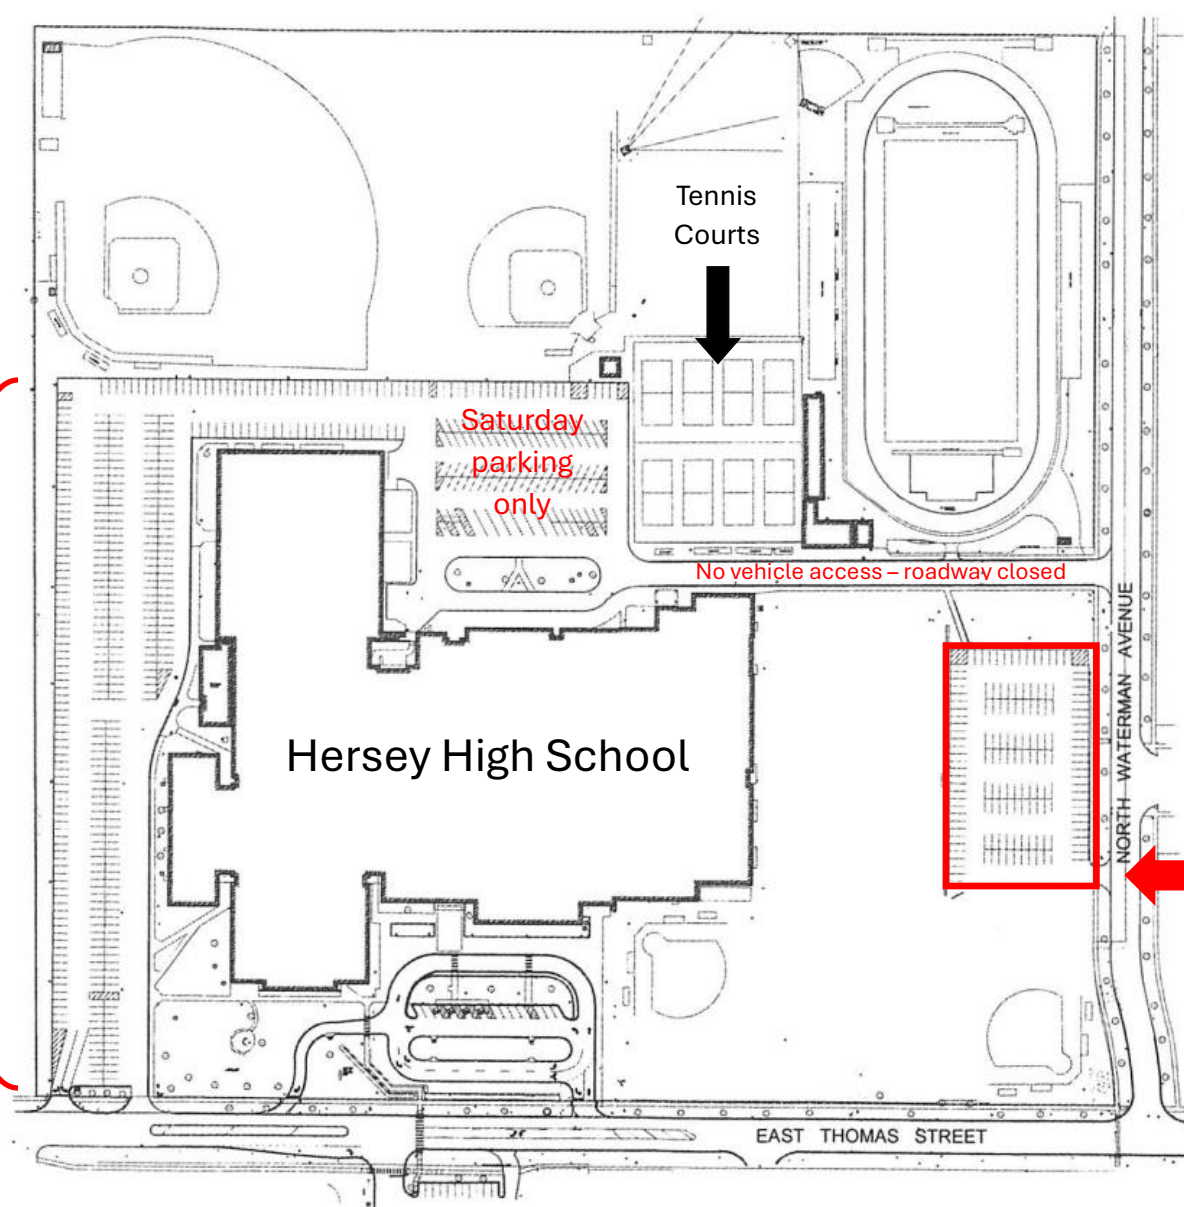 Tennis
Courts
Saturday
parking
only
No vehicle access – roadway closed
Hersey High School
NORTH WATERMAN AVENUE
EAST THOMAS STREET